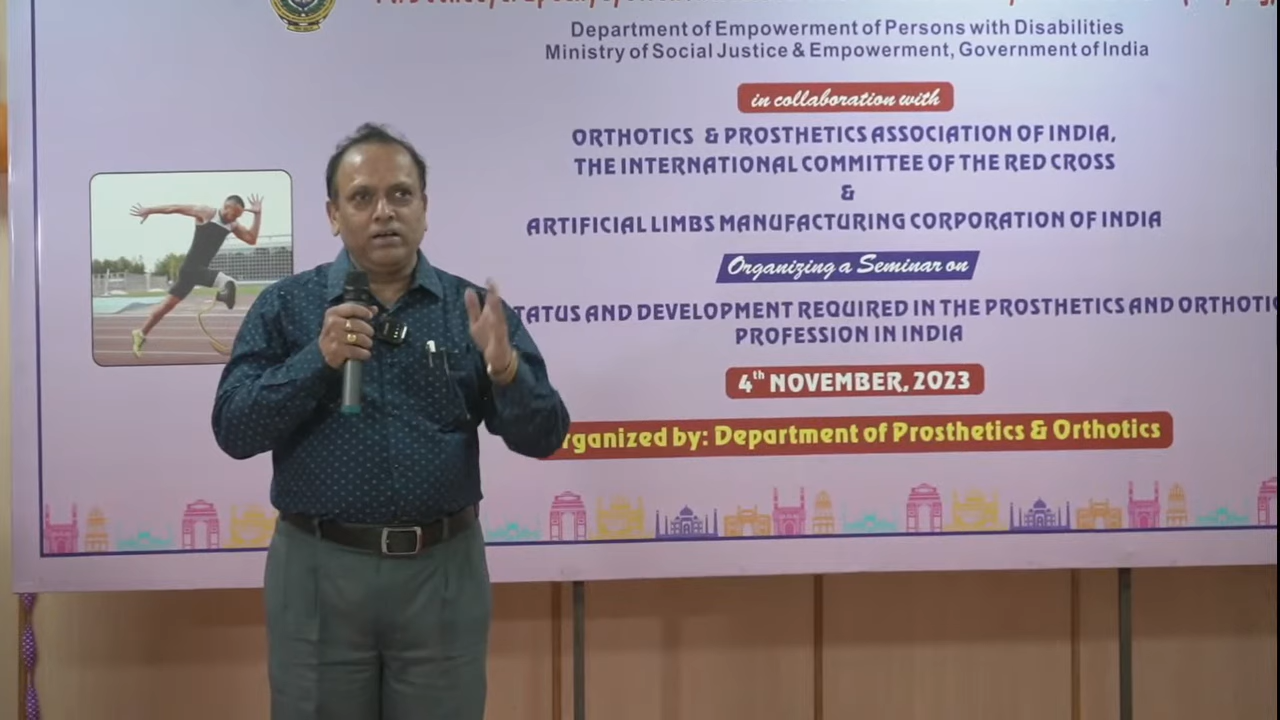 Department of Empowerment of Persons with Disabilities
Ministry of Social Justice & Empowerment, Government of India
in collaboration with
ORTHOTICS & PROSTHETICS ASSOCIATION OF INDIA,
THE INTERNATIONAL COMMITTEE OF THE RED CROSS
&
ARTIFICIAL LIMBS MANUFACTURING CORPORATION OF INDIA
Organizing a Seminar on
TATUS AND DEVELOPMENT REQUIRED IN THE PROSTHETICS AND ORTHOTIC
PROFESSION IN INDIA
4th NOVEMBER, 2023
rganized by: Department of Prosthetics & Orthotics